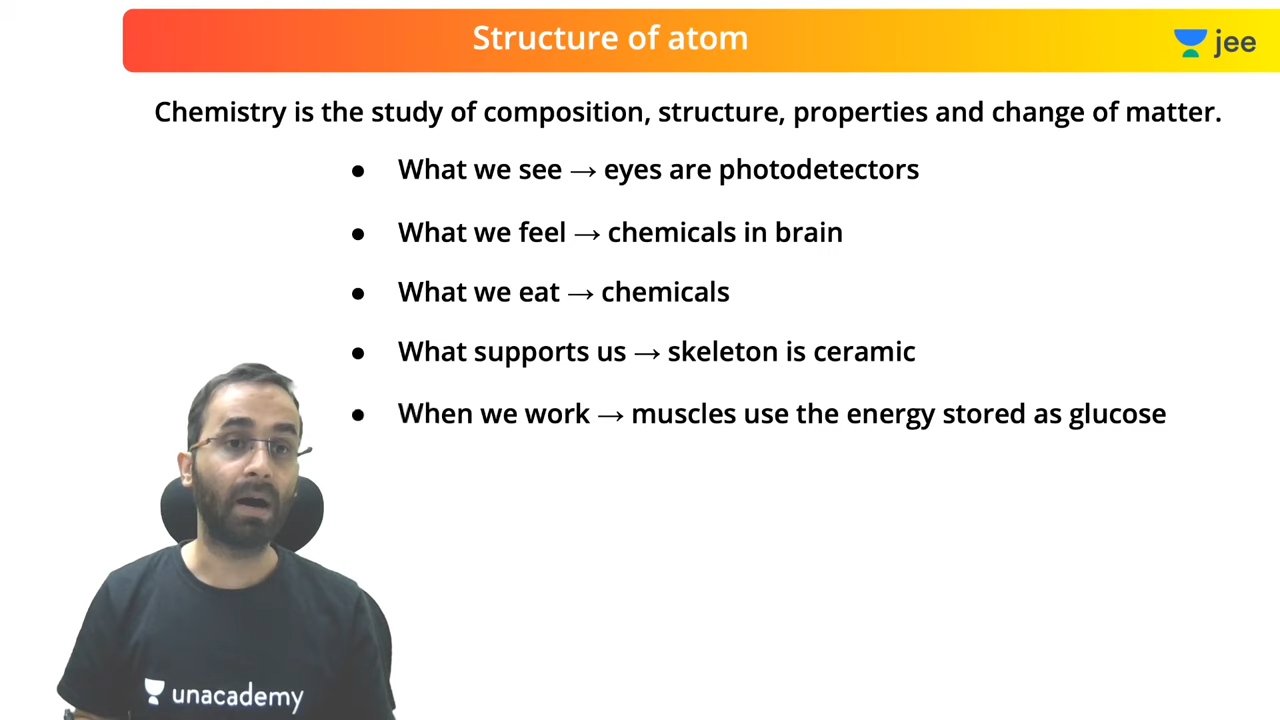 Structure of atom
jee
Chemistry is the study of composition, structure, properties and change of matter.
● What we see → eyes are photodetectors
● What we feel → chemicals in brain
● What we eat → chemicals
● What supports us → skeleton is ceramic
● When we work → muscles use the energy stored as glucose
unacademy